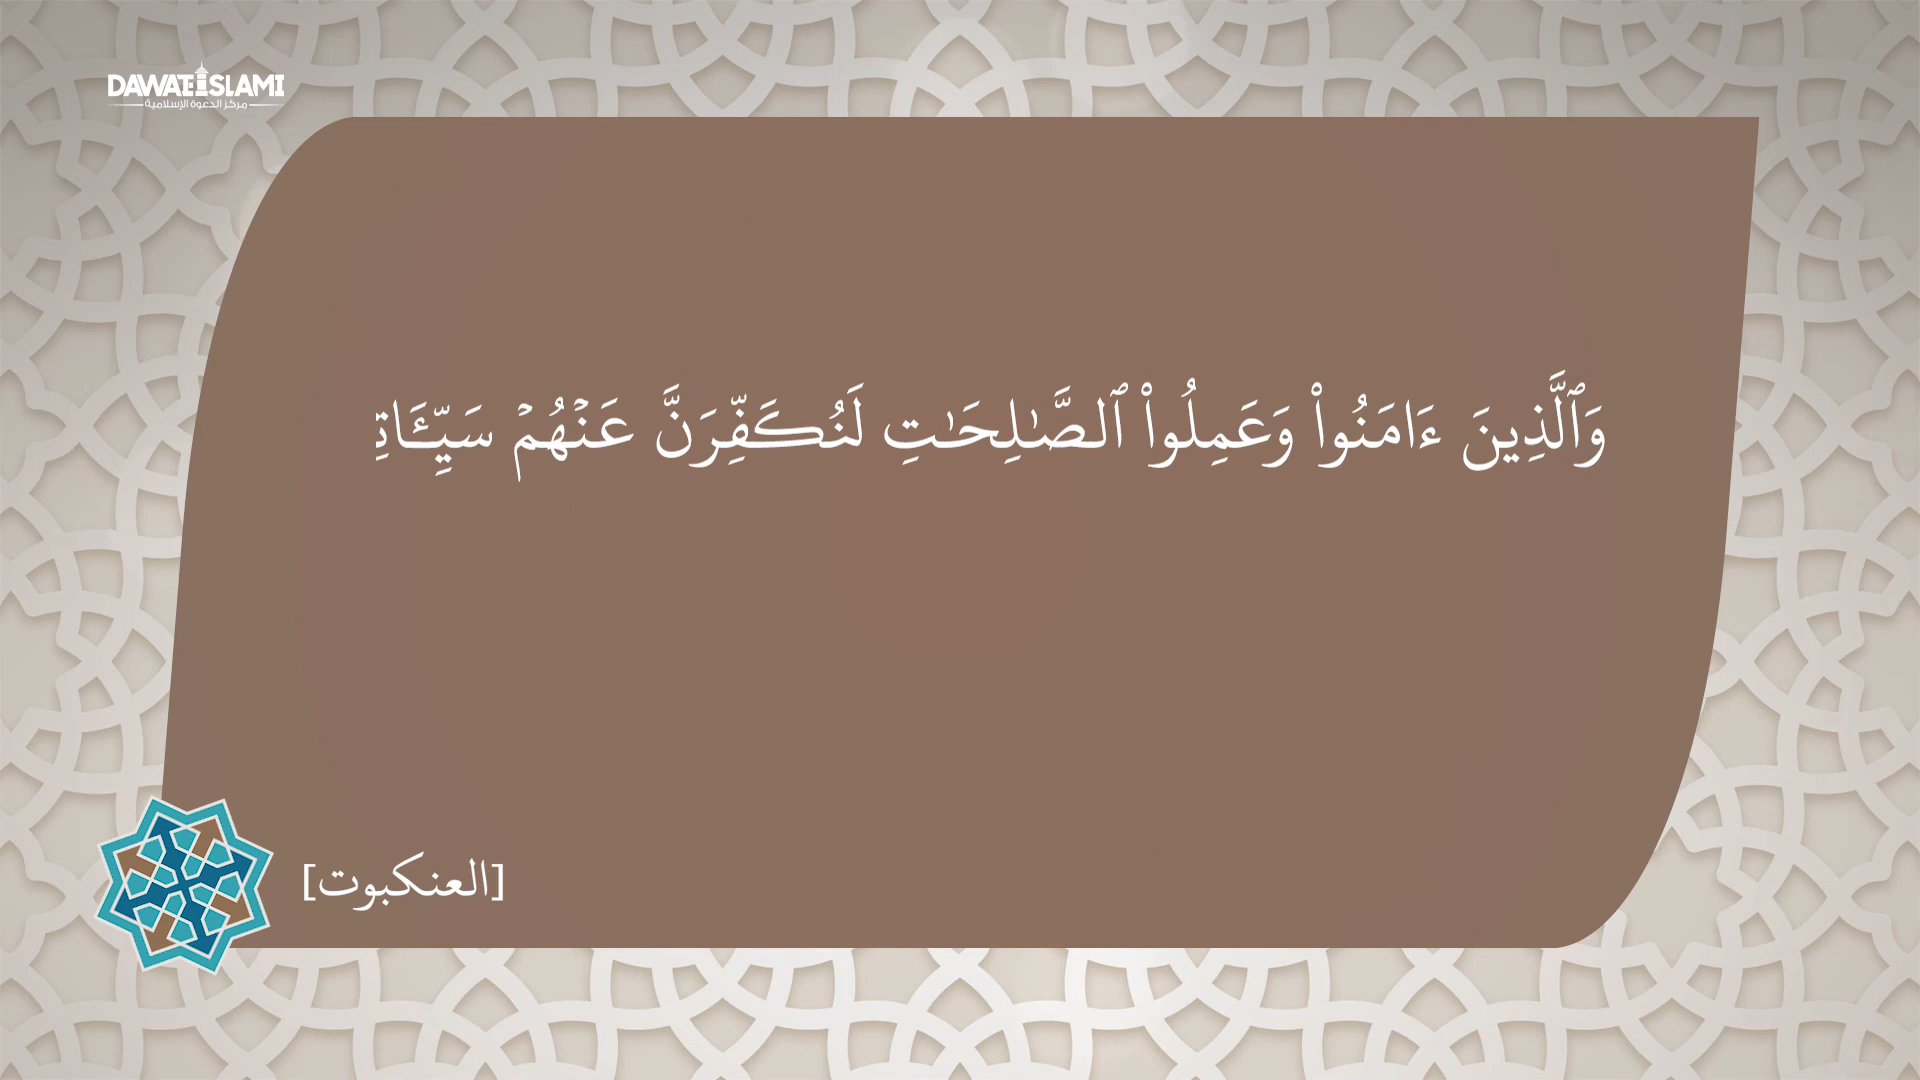 DAWATEISLAMI
مركز الدعوة الإسلامية
وَٱلَّذِينَ ءَامَنُوا۟ وَعَمِلُوا۟ ٱلصَّـٰلِحَـٰتِ لَنُكَفِّرَنَّ عَنْهُمْ سَيِّـَٔاتِ
[العنكبوت]